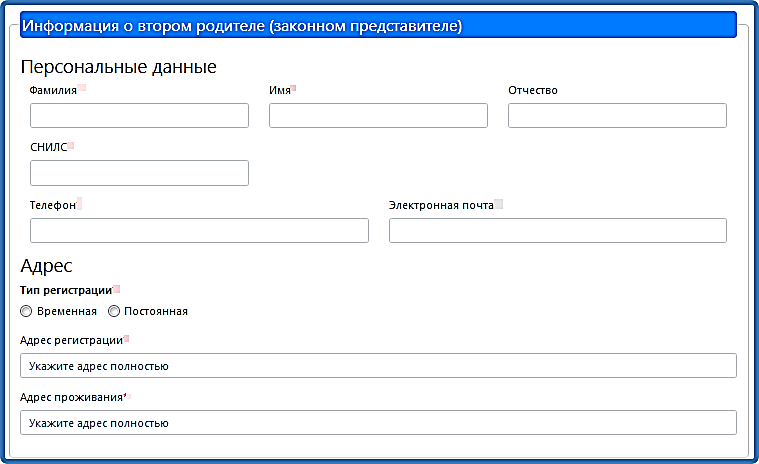 Информация о втором родителе (законном представителе)
Персональные данные
Фамилия Имя Отчество
СНИЛС
Телефон Электронная почта
Адрес
Тип регистрации
Временная Постоянная
Адрес регистрации
Укажите адрес полностью
Адрес проживания*
Укажите адрес полностью